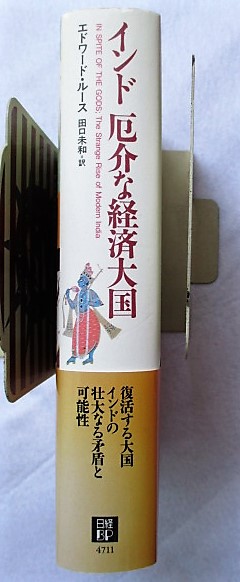 インド 厄介な経済大国
IN SPITE OF THE GODS: The Strange Rise of Modern India
エドワード・ルース 田口未和・訳
復活する大国
インドの
壮大なる矛盾と
可能性
日経
BP
4711